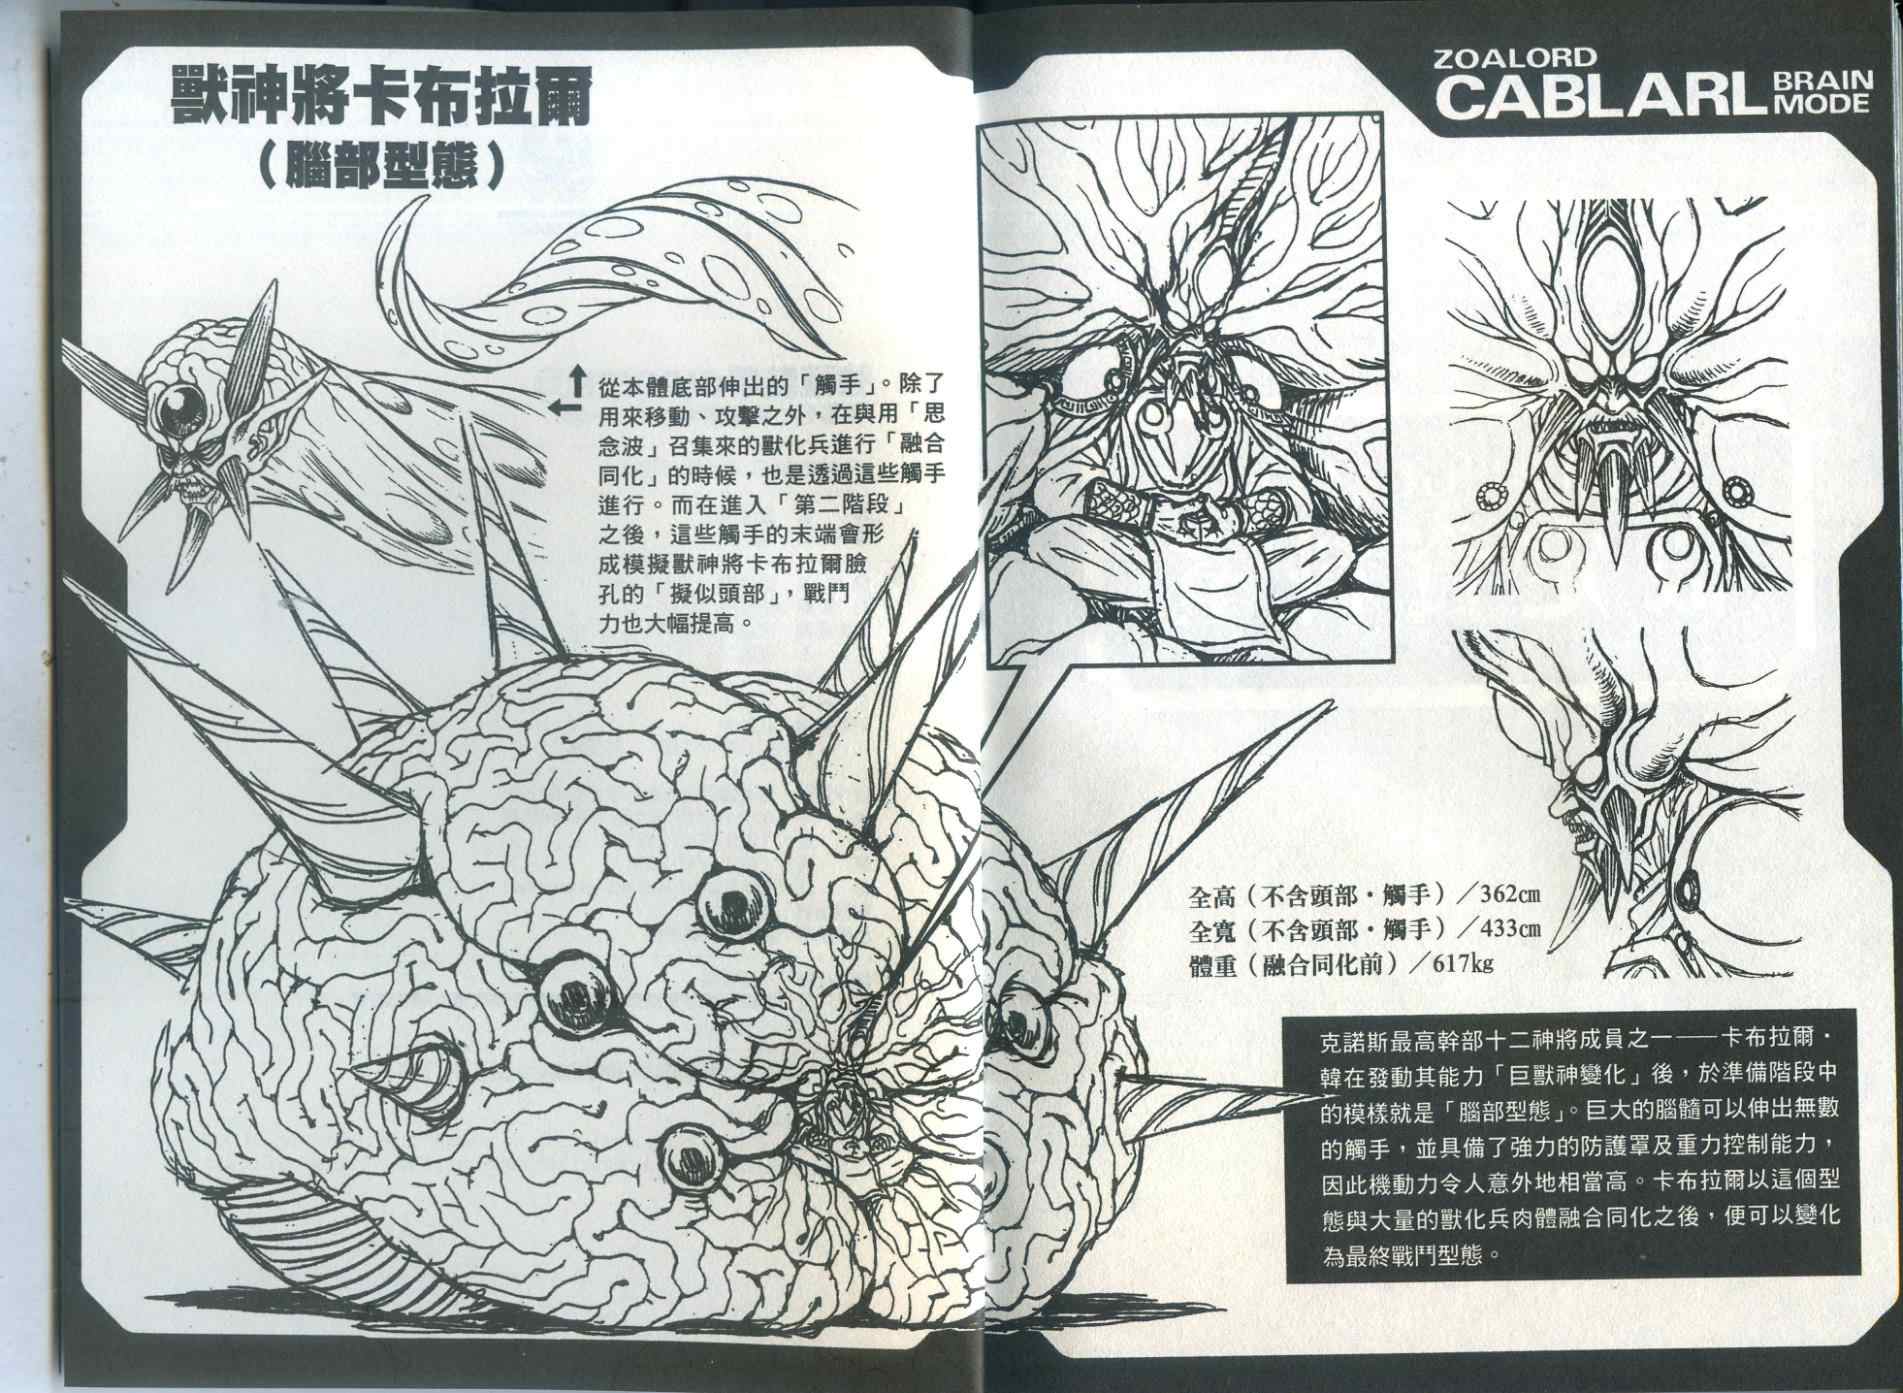 獸神將卡布拉爾
（腦部型態）
從本體底部伸出的「觸手」。除了
用來移動、攻擊之外，在與用「思
念波」召集來的獸化兵進行「融合
同化」的時候，也是透過這些觸手
進行。而在進入「第二階段」
之後，這些觸手的末端會形
成模擬獸神將卡布拉爾臉
孔的「擬似頭部」，戰鬥
力也大幅提高。
ZOALORD
CABLARL BRAIN MODE
全高（不含頭部・觸手）／362cm
全寬（不含頭部・觸手）／433cm
體重（融合同化前）／617kg
克諾斯最高幹部十二神將成員之一——卡布拉爾・
韓在發動其能力「巨獸神變化」後，於準備階段中
的模樣就是「腦部型態」。巨大的腦髓可以伸出無數
的觸手，並具備了強力的防護罩及重力控制能力，
因此機動力令人意外地相當高。卡布拉爾以這個型
態與大量的獸化兵肉體融合同化之後，便可以變化
為最終戰鬥型態。